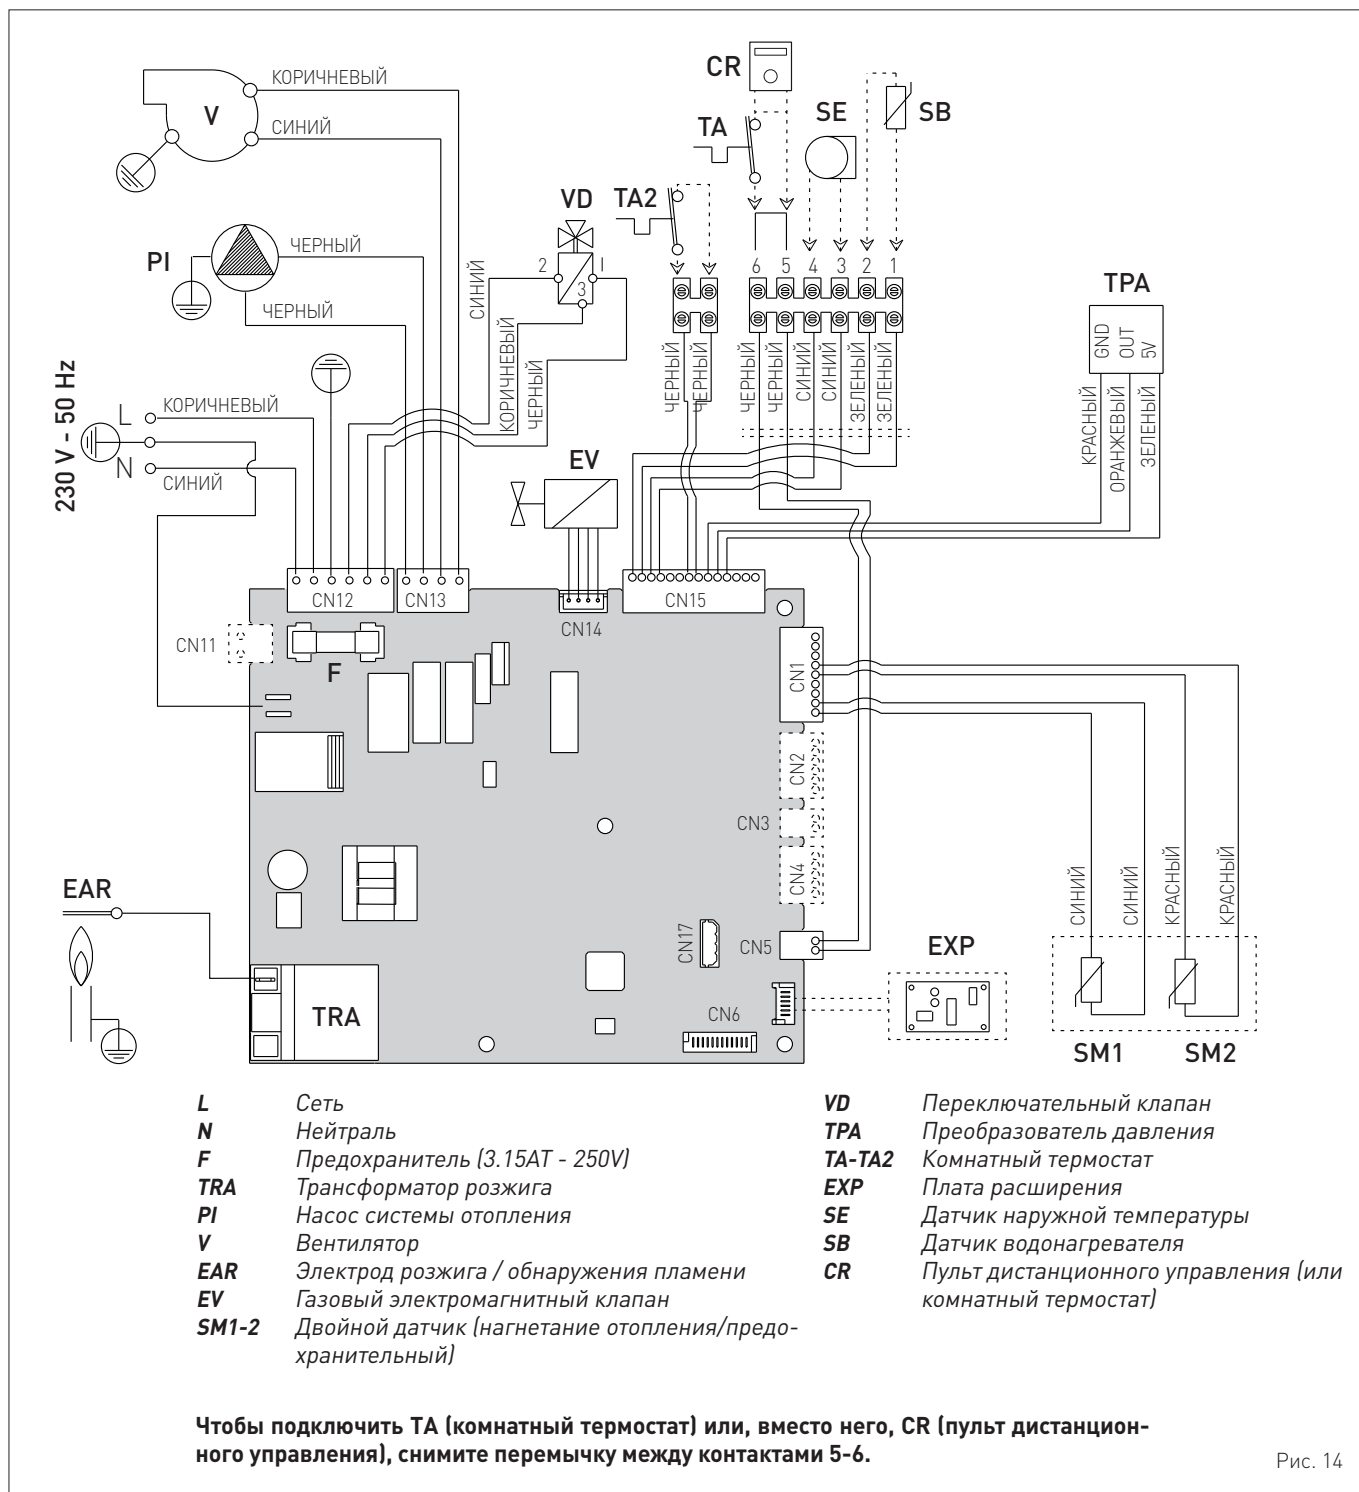 КОРИЧНЕВЫЙ
V
СИНИЙ
CR
TA
SE
SB
VD
TA2
PI
ЧЕРНЫЙ
ЧЕРНЫЙ
2
1
3
СИНИЙ
КОРИЧНЕВЫЙ
ЧЕРНЫЙ
6 5 4 3 2 1
ЧЕРНЫЙ
ЧЕРНЫЙ
ЧЕРНЫЙ
ЧЕРНЫЙ
СИНИЙ
СИНИЙ
ЗЕЛЕНЫЙ
ЗЕЛЕНЫЙ
TPA
GND
OUT
5V
КРАСНЫЙ
ОРАНЖЕВЫЙ
ЗЕЛЕНЫЙ
230 V - 50 Hz
L
КОРИЧНЕВЫЙ
N
СИНИЙ
EV
CN12
CN13
CN14
CN15
CN11
F
CN1
CN2
CN3
CN4
CN17
CN5
CN6
EAR
TRA
EXP
СИНИЙ
СИНИЙ
КРАСНЫЙ
КРАСНЫЙ
SM1
SM2
L Сеть
N Нейтраль
F Предохранитель (3.15AT - 250V)
TRA Трансформатор розжига
PI Насос системы отопления
V Вентилятор
EAR Электрод розжига / обнаружения пламени
EV Газовый электромагнитный клапан
SM1-2 Двойной датчик (нагнетание отопления/предо-
хранительный)
VD Переключательный клапан
TPA Преобразователь давления
TA-TA2 Комнатный термостат
EXP Плата расширения
SE Датчик наружной температуры
SB Датчик водонагревателя
CR Пульт дистанционного управления (или
комнатный термостат)
Чтобы подключить TA (комнатный термостат) или, вместо него, CR (пульт дистанцион-
ного управления), снимите перемычку между контактами 5-6.
Рис. 14